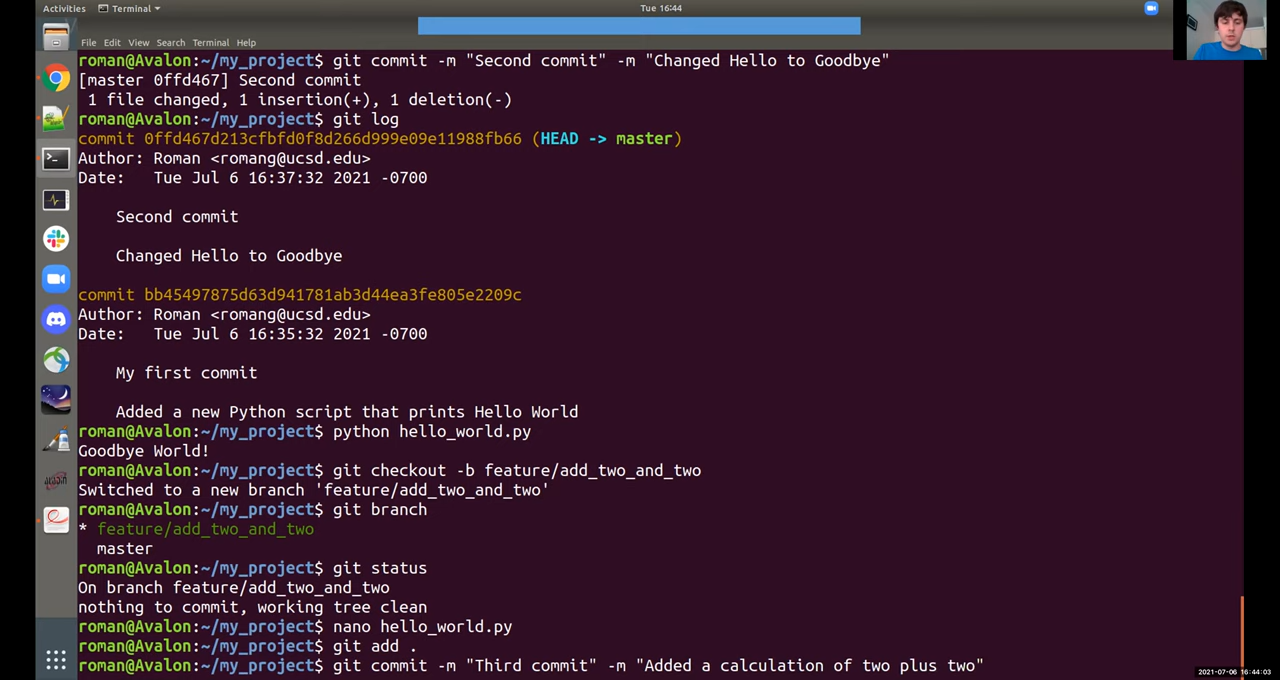 Activities Terminal Tue 16:44
File Edit View Search Terminal Help
roman@Avalon:~/my_project$ git commit -m "Second commit" -m "Changed Hello to Goodbye"
[master 0ffd467] Second commit
 1 file changed, 1 insertion(+), 1 deletion(-)
roman@Avalon:~/my_project$ git log
commit 0ffd467d213cfbfd0f8d266d999e09e11988fb66 (HEAD -> master)
Author: Roman <romang@ucsd.edu>
Date:   Tue Jul 6 16:37:32 2021 -0700
    Second commit
    Changed Hello to Goodbye
commit bb45497875d63d941781ab3d44ea3fe805e2209c
Author: Roman <romang@ucsd.edu>
Date:   Tue Jul 6 16:35:32 2021 -0700
    My first commit
    Added a new Python script that prints Hello World
roman@Avalon:~/my_project$ python hello_world.py
Goodbye World!
roman@Avalon:~/my_project$ git checkout -b feature/add_two_and_two
Switched to a new branch 'feature/add_two_and_two'
roman@Avalon:~/my_project$ git branch
* feature/add_two_and_two
  master
roman@Avalon:~/my_project$ git status
On branch feature/add_two_and_two
nothing to commit, working tree clean
roman@Avalon:~/my_project$ nano hello_world.py
roman@Avalon:~/my_project$ git add .
roman@Avalon:~/my_project$ git commit -m "Third commit" -m "Added a calculation of two plus two"
2021-07-06 16:44:03